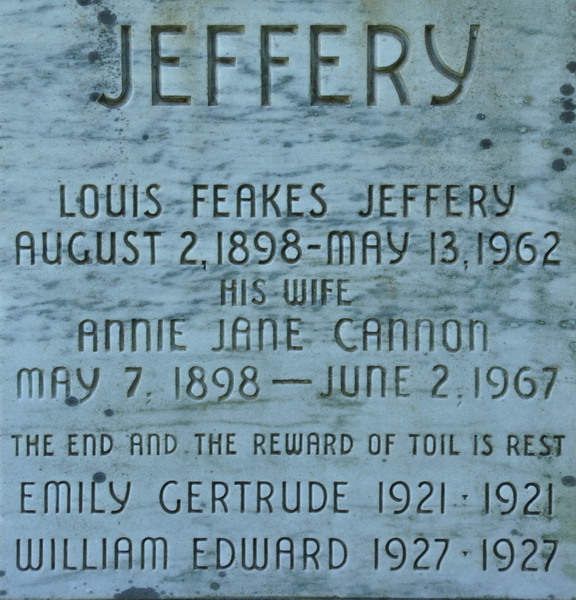 JEFFERY
LOUIS FEAKES JEFFERY
AUGUST 2, 1898-MAY 13, 1962
HIS WIFE
ANNIE JANE CANNON
MAY 7, 1898 — JUNE 2, 1967
THE END AND THE REWARD OF TOIL IS REST
EMILY GERTRUDE 1921 · 1921
WILLIAM EDWARD 1927 · 1927